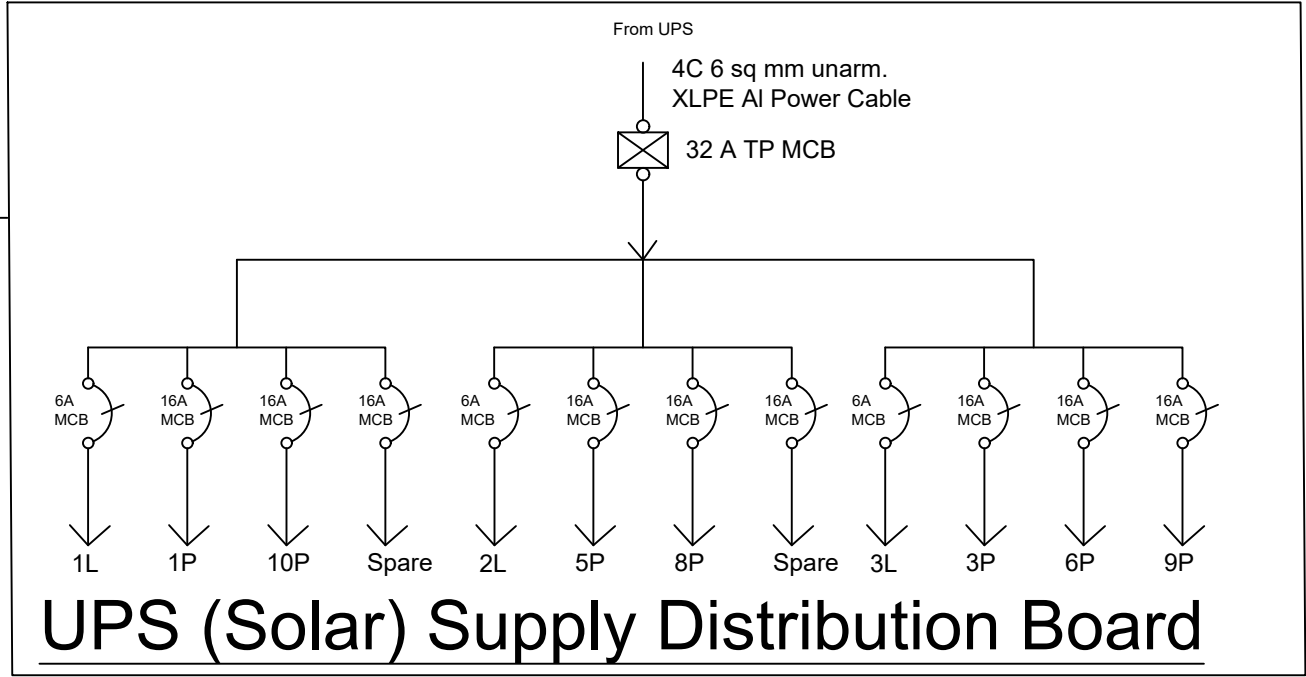 From UPS
4C 6 sq mm unarm.
XLPE Al Power Cable
32 A TP MCB
6A
MCB
16A
MCB
16A
MCB
16A
MCB
6A
MCB
16A
MCB
16A
MCB
16A
MCB
6A
MCB
16A
MCB
16A
MCB
16A
MCB
1L 1P 10P Spare 2L 5P 8P Spare 3L 3P 6P 9P
UPS (Solar) Supply Distribution Board